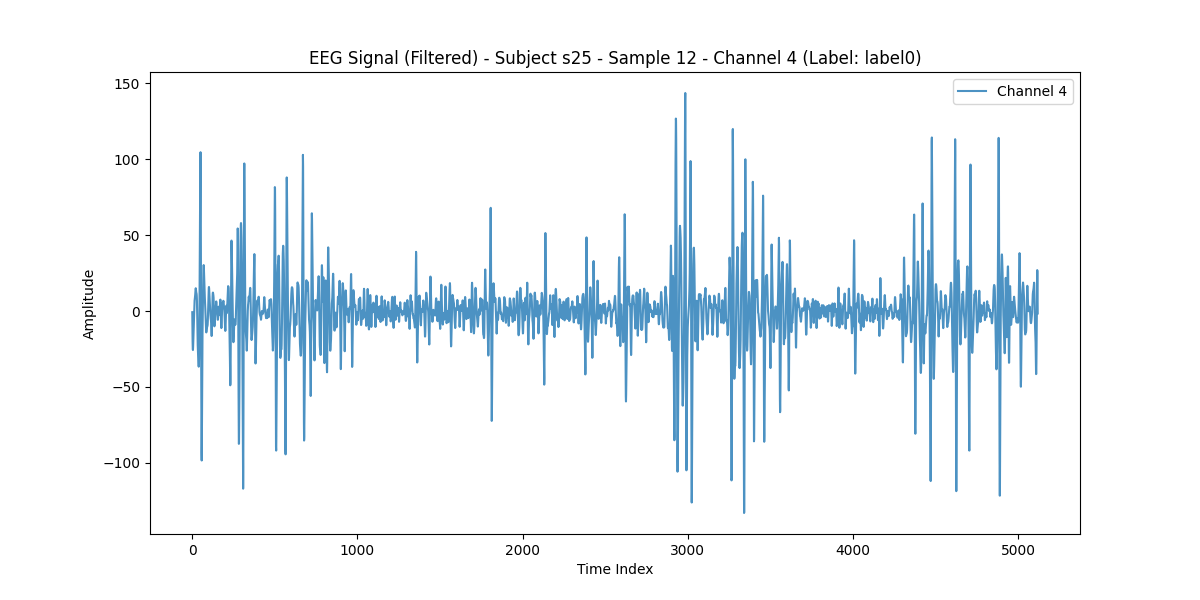 EEG Signal (Filtered) - Subject s25 - Sample 12 - Channel 4 (Label: label0)
Channel 4
150
100
50
0
−50
−100
Amplitude
0 1000 2000 3000 4000 5000
Time Index